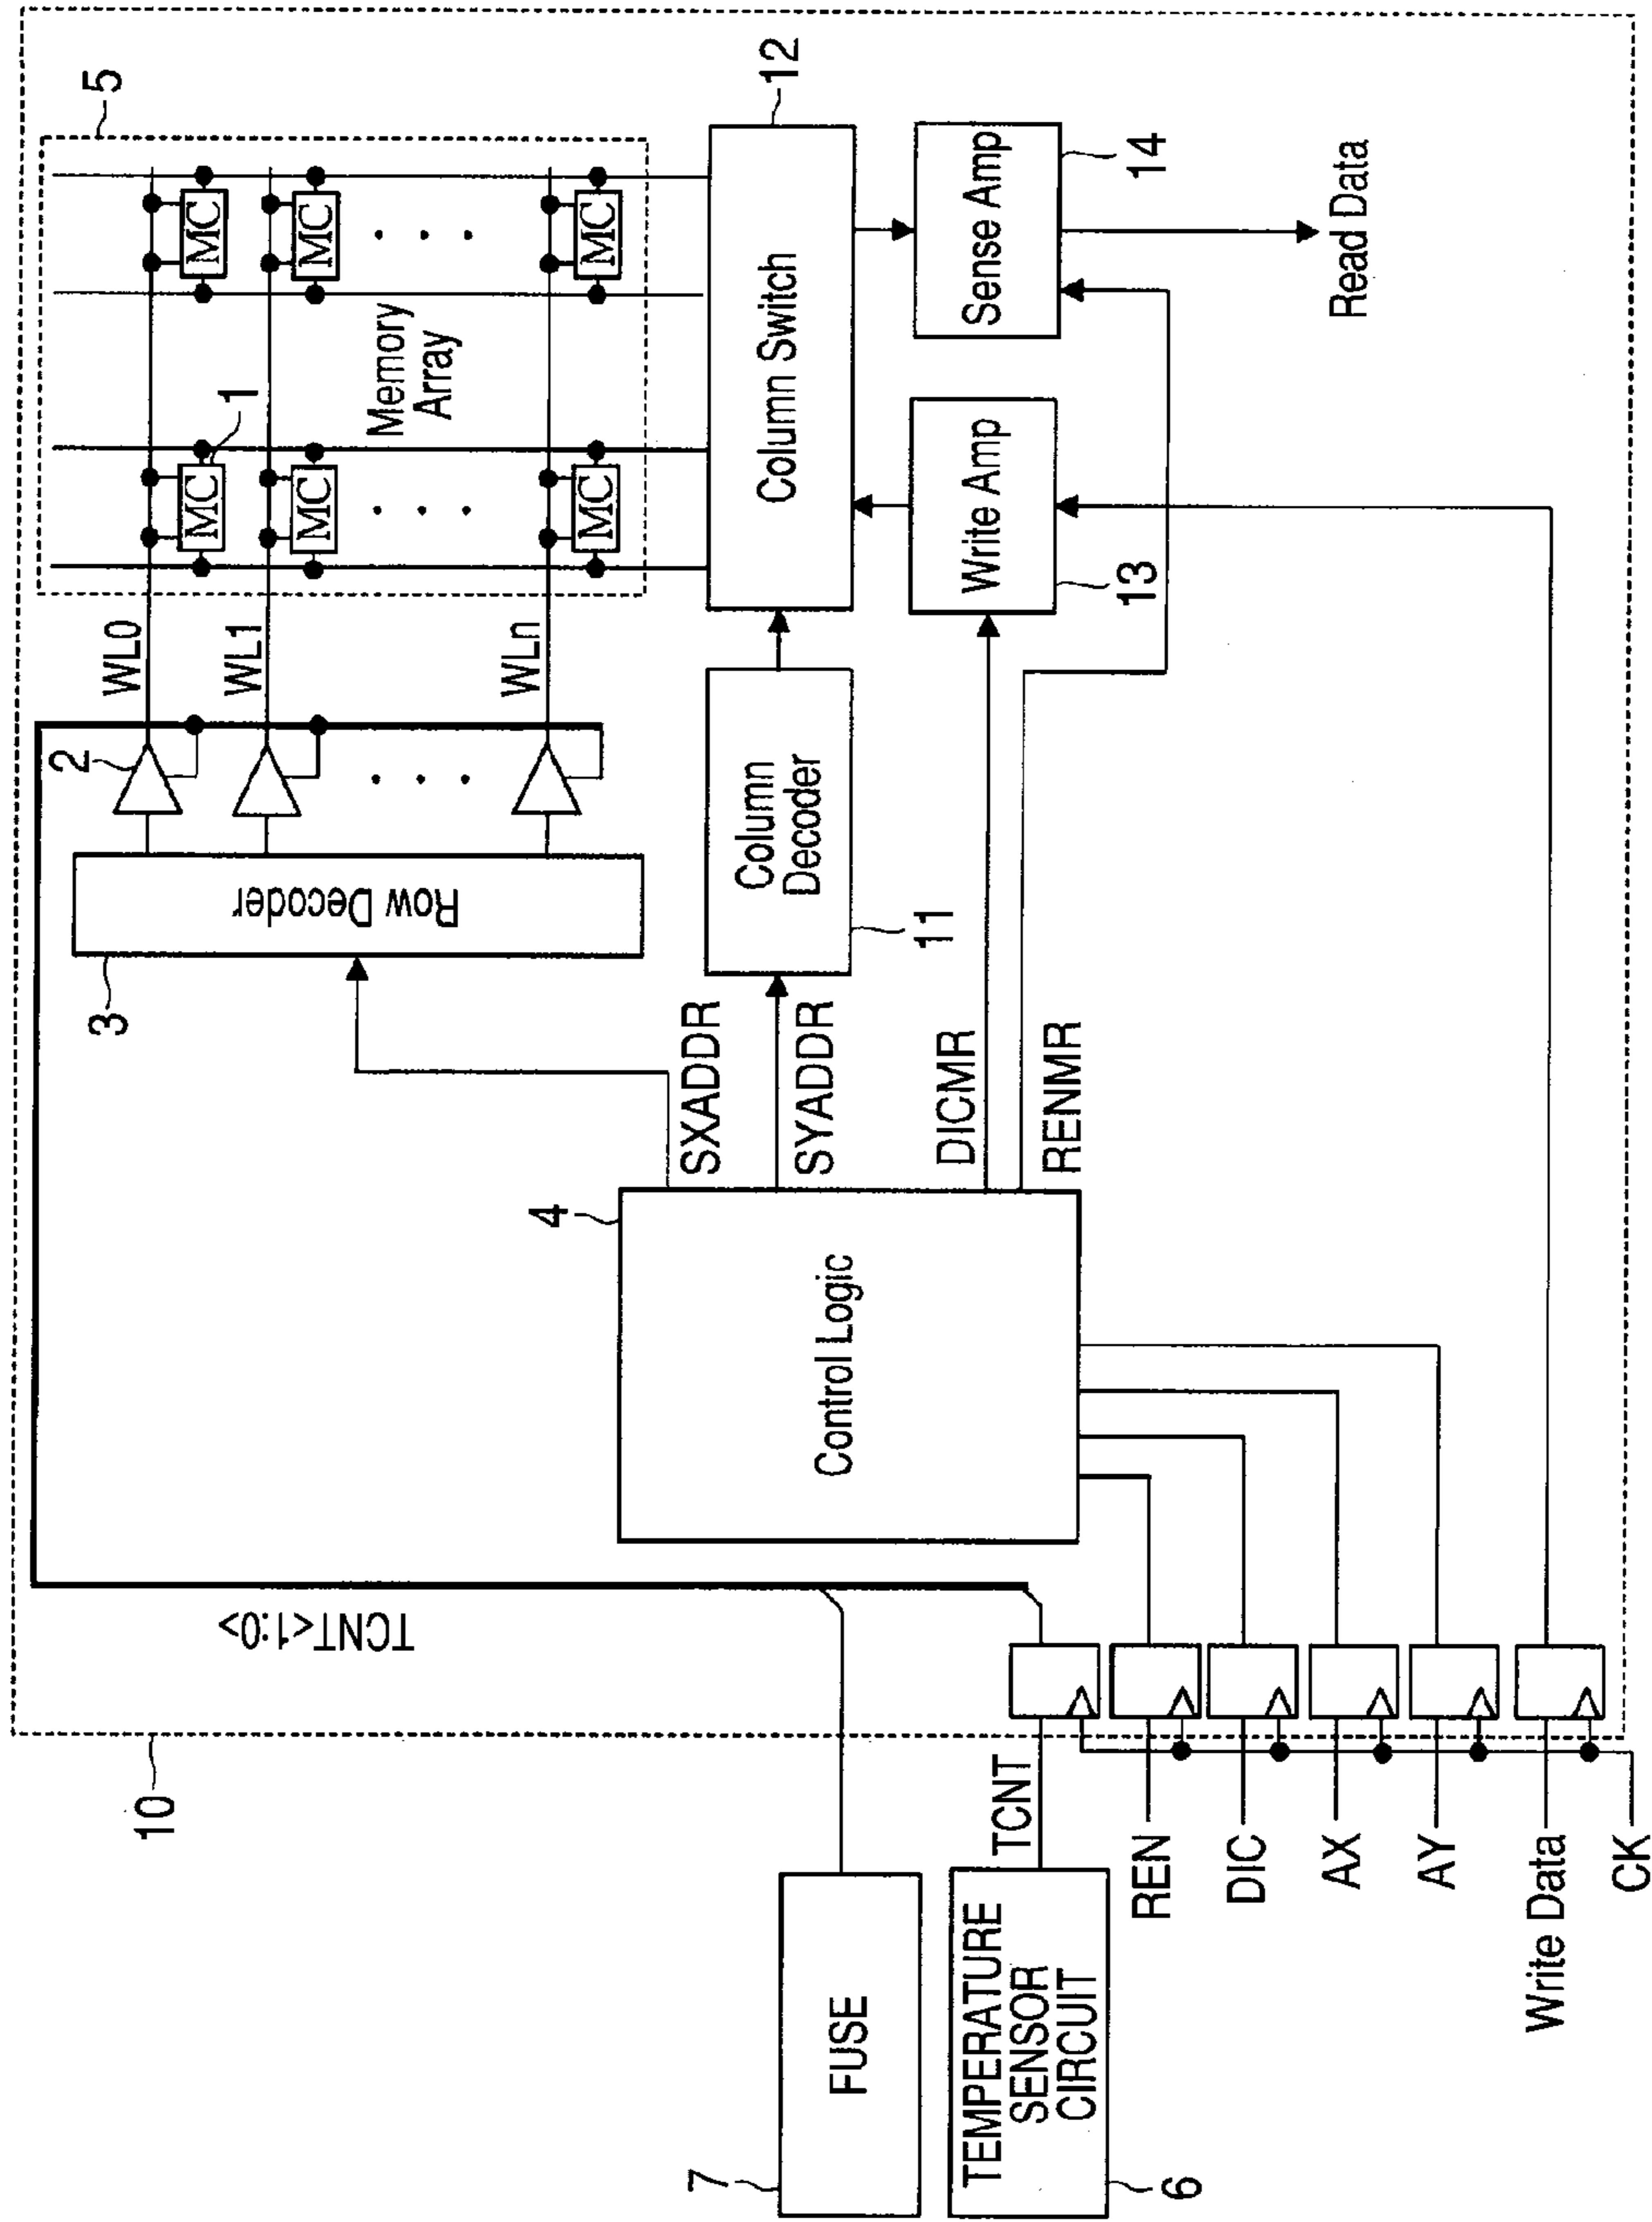 10
5
WL0
WL1
WLn
2
3
Row Decoder
MC
MC
MC
MC
MC
MC
1
Memory
Array
TCNT<1:0>
4
Control Logic
SXADDR
SYADDR
DICMR
RENMR
Column
Decoder
11
Column Switch
12
Write Amp
13
Sense Amp
14
Read Data
7
FUSE
6
TEMPERATURE
SENSOR
CIRCUIT
TCNT
REN
DIC
AX
AY
Write Data
CK